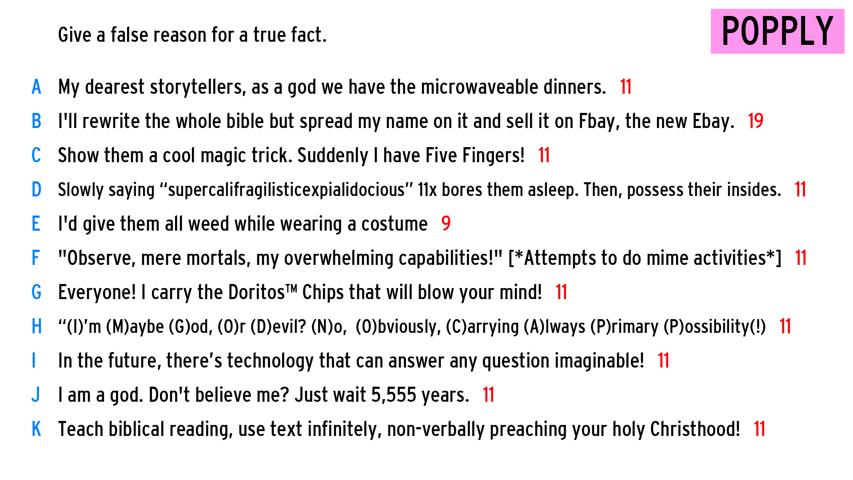 Give a false reason for a true fact.
POPPLY
A My dearest storytellers, as a god we have the microwaveable dinners. 11
B I'll rewrite the whole bible but spread my name on it and sell it on Fbay, the new Ebay. 19
C Show them a cool magic trick. Suddenly I have Five Fingers! 11
D Slowly saying “supercalifragilisticexpialidocious” 11x bores them asleep. Then, possess their insides. 11
E I'd give them all weed while wearing a costume 9
F "Observe, mere mortals, my overwhelming capabilities!" [*Attempts to do mime activities*] 11
G Everyone! I carry the Doritos™ Chips that will blow your mind! 11
H “(I)’m (M)aybe (G)od, (O)r (D)evil? (N)o, (O)bviously, (C)arrying (A)lways (P)rimary (P)ossibility(!) 11
I In the future, there’s technology that can answer any question imaginable! 11
J I am a god. Don't believe me? Just wait 5,555 years. 11
K Teach biblical reading, use text infinitely, non-verbally preaching your holy Christhood! 11